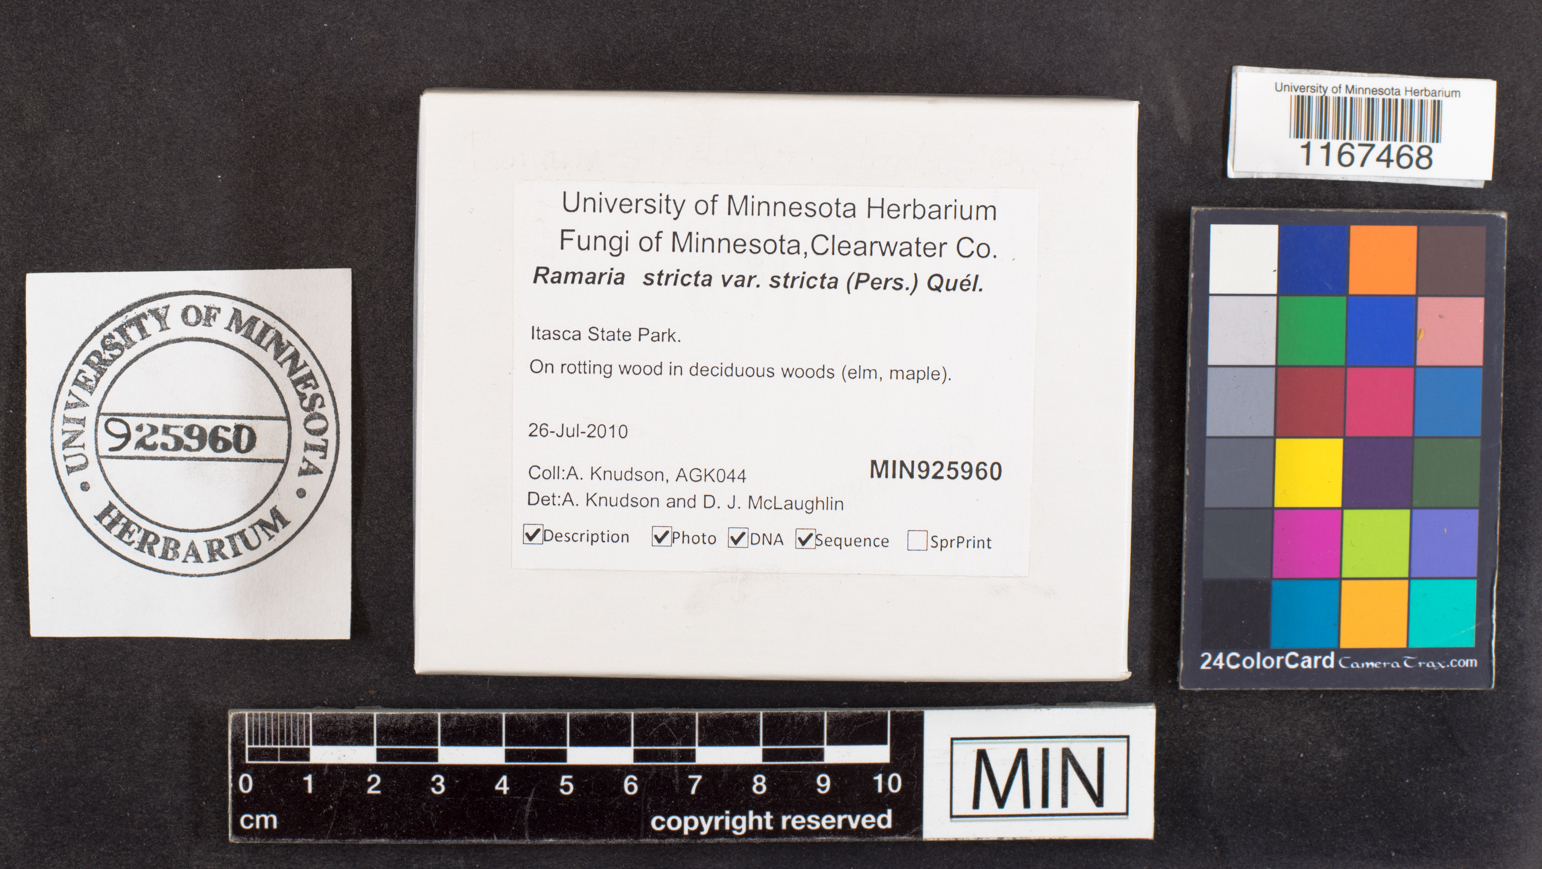 University of Minnesota Herbarium
1167468
University of Minnesota Herbarium
Fungi of Minnesota,Clearwater Co.
Ramaria stricta var. stricta (Pers.) Quél.
Itasca State Park.
On rotting wood in deciduous woods (elm, maple).
26-Jul-2010
Coll:A. Knudson, AGK044
MIN925960
Det:A. Knudson and D. J. McLaughlin
Description Photo DNA Sequence SprPrint
UNIVERSITY OF MINNESOTA
925960
• HERBARIUM •
24ColorCard CameraTrax.com
0 1 2 3 4 5 6 7 8 9 10
cm
copyright reserved
MIN